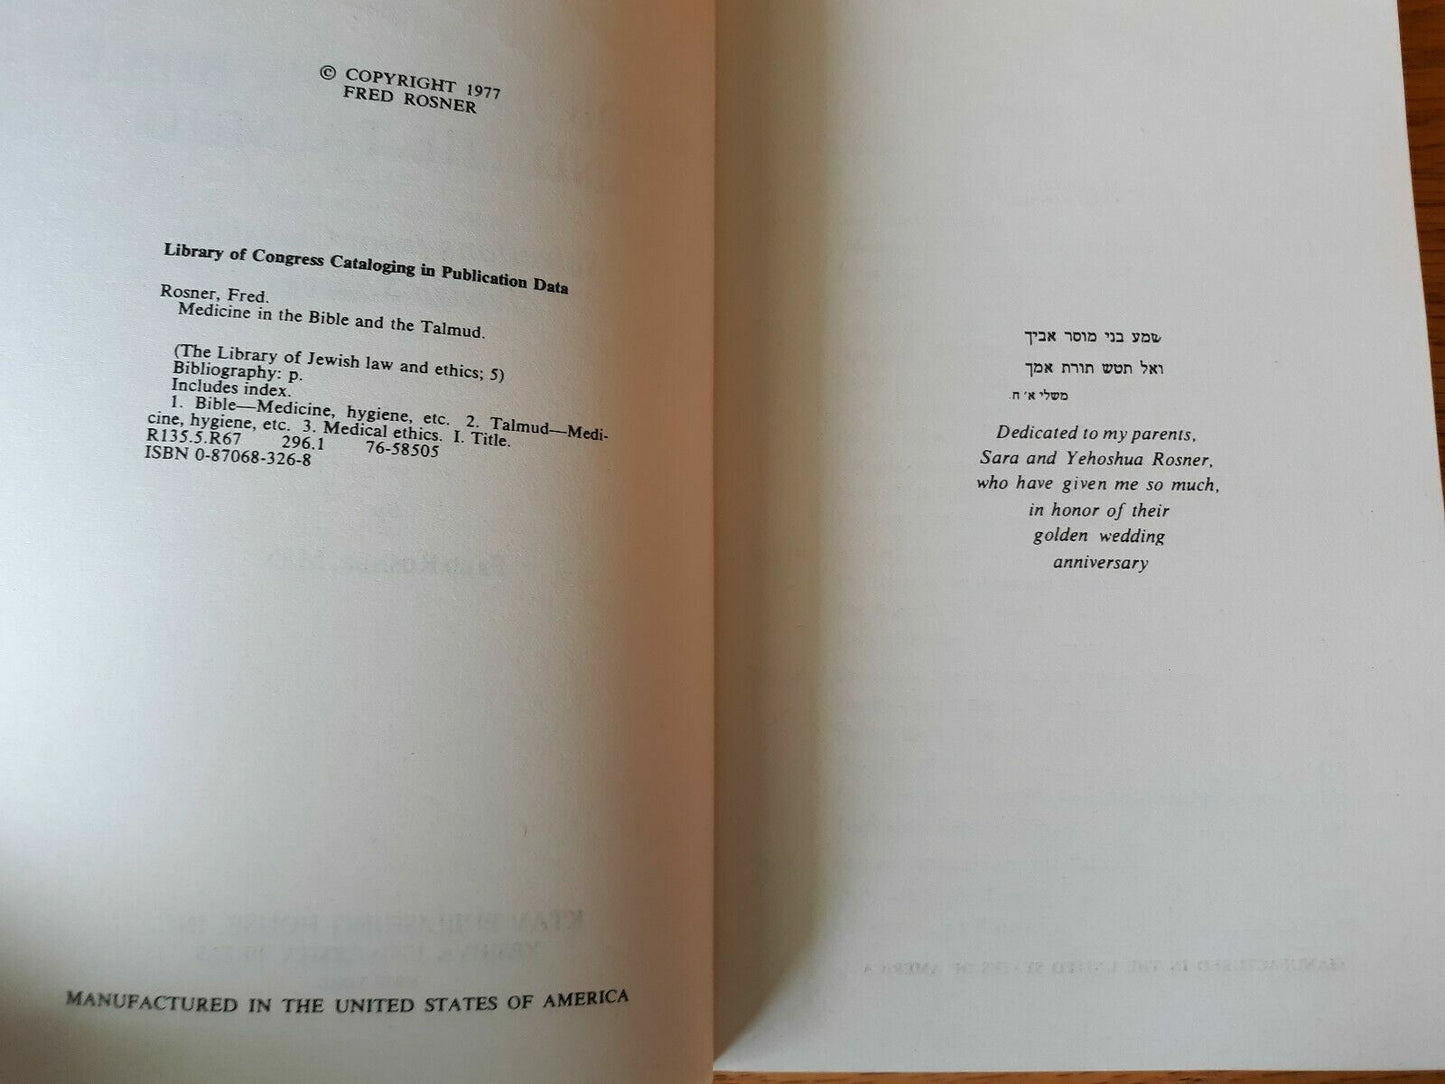 © COPYRIGHT 1977
FRED ROSNER
Library of Congress Cataloging in Publication Data
Rosner, Fred.
Medicine in the Bible and the Talmud.
(The Library of Jewish law and ethics; 5)
Bibliography: p.
Includes index.
1. Bible—Medicine, hygiene, etc. 2. Talmud—Medi-
cine, hygiene, etc. 3. Medical ethics. I. Title.
R135.5.R67 296.1 76-58505
ISBN 0-87068-326-8
MANUFACTURED IN THE UNITED STATES OF AMERICA
שמע בני מוסר אביך
ואל תטש תורת אמך
משלי א׳ ח.
Dedicated to my parents,
Sara and Yehoshua Rosner,
who have given me so much,
in honor of their
golden wedding
anniversary